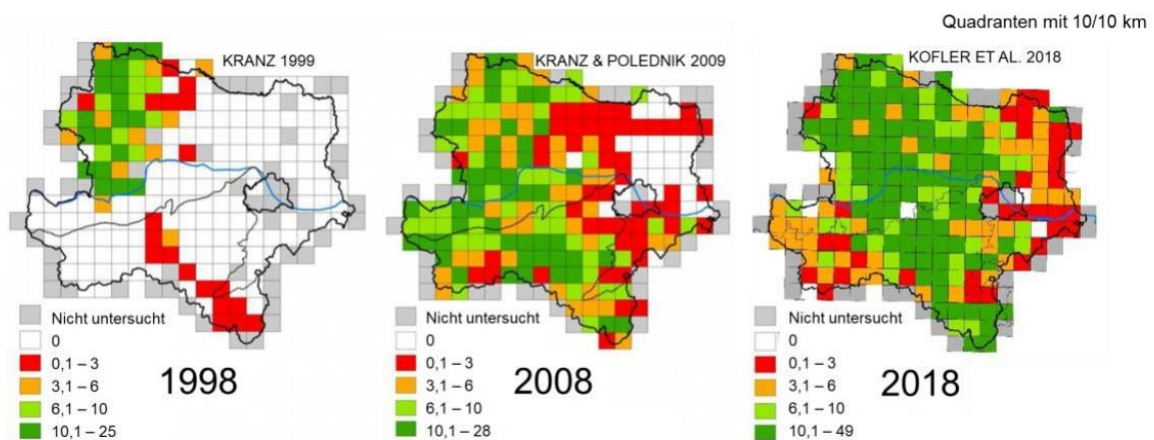 Quadranten mit 10/10 km
KRANZ 1999
Nicht untersucht
0
0,1 – 3
3,1 – 6
6,1 – 10
10,1 – 25
1998
KRANZ & POLEDNIK 2009
Nicht untersucht
0
0,1 – 3
3,1 – 6
6,1 – 10
10,1 – 28
2008
KOFLER ET AL. 2018
Nicht untersucht
0
0,1 – 3
3,1 – 6
6,1 – 10
10,1 – 49
2018